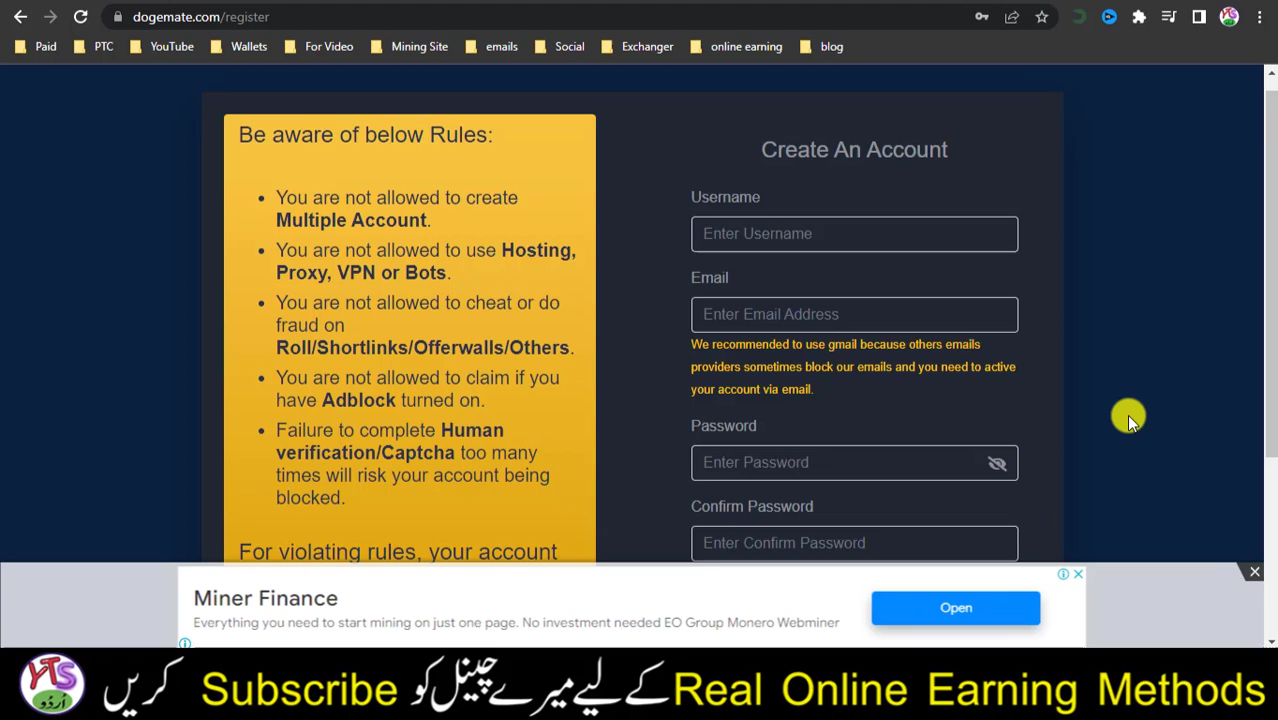 dogemate.com/register
Paid PTC YouTube Wallets For Video Mining Site emails Social Exchanger online earning blog
Be aware of below Rules:
• You are not allowed to create
Multiple Account.
• You are not allowed to use Hosting,
Proxy, VPN or Bots.
• You are not allowed to cheat or do
fraud on
Roll/Shortlinks/Offerwalls/Others.
• You are not allowed to claim if you
have Adblock turned on.
• Failure to complete Human
verification/Captcha too many
times will risk your account being
blocked.
For violating rules, your account
Create An Account
Username
Enter Username
Email
Enter Email Address
We recommended to use gmail because others emails
providers sometimes block our emails and you need to active
your account via email.
Password
Enter Password
Confirm Password
Enter Confirm Password
Miner Finance
Everything you need to start mining on just one page. No investment needed EO Group Monero Webminer
Open
YTS اُردُو
Real Online Earning Methods کے لیے میرے چینل کو Subscribe کریں